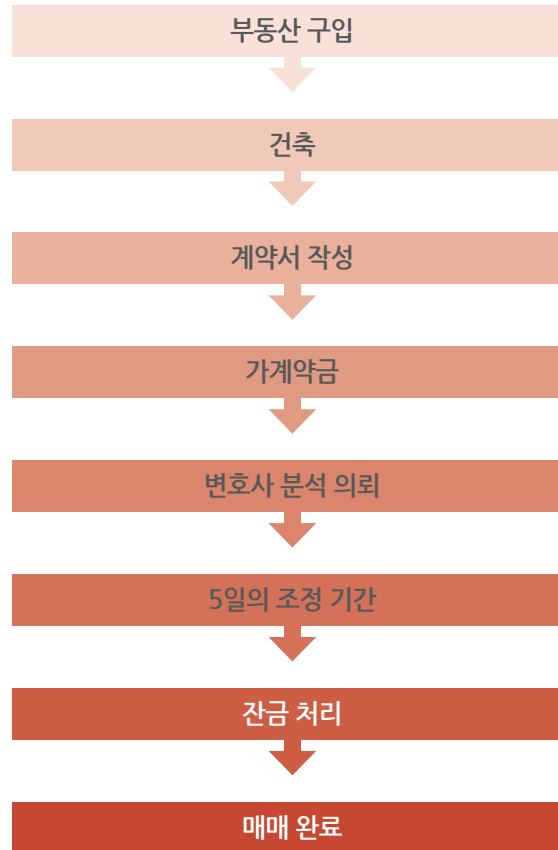 부동산 구입
건축
계약서 작성
가계약금
변호사 분석 의뢰
5일의 조정 기간
잔금 처리
매매 완료